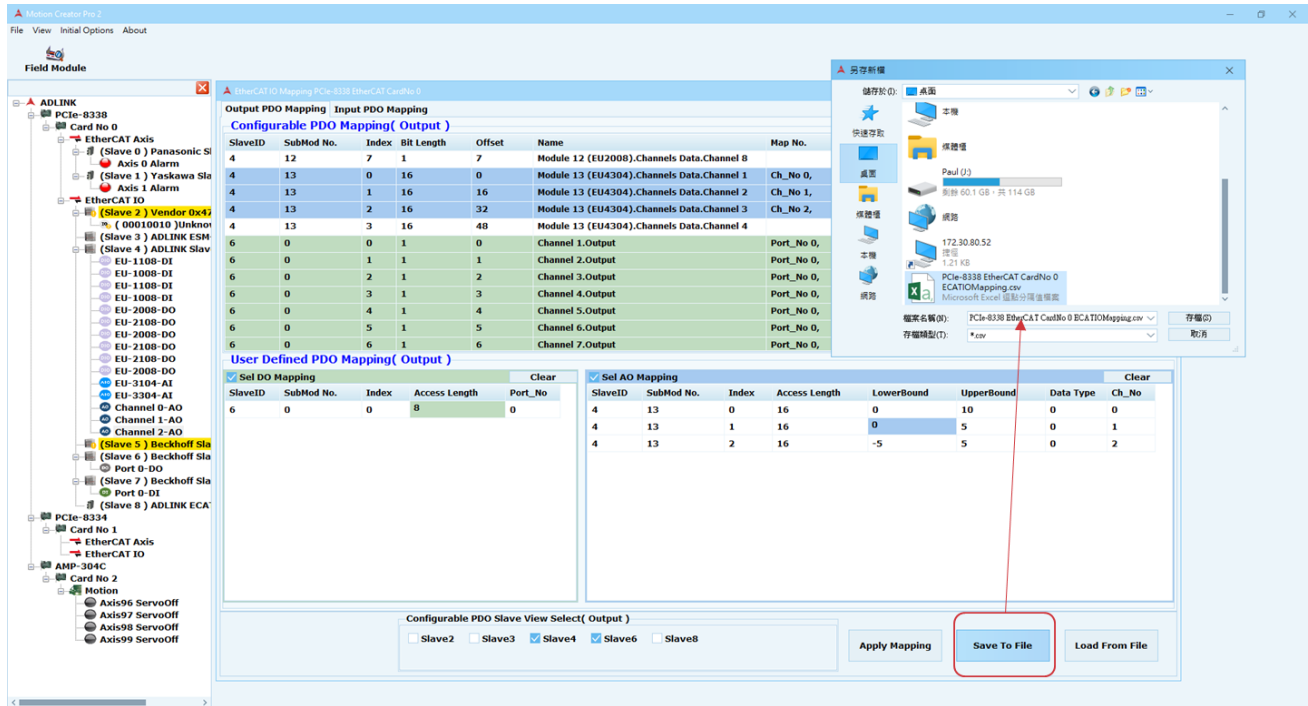 Motion Creator Pro 2
File View Initial Options About
Field Module
ADLINK
PCIe-8338
Card No 0
EtherCAT Axis
(Slave 0 ) Panasonic Sl
Axis 0 Alarm
(Slave 1 ) Yaskawa Sla
Axis 1 Alarm
EtherCAT IO
(Slave 2 ) Vendor 0x47
( 00010010 )Unknov
(Slave 3 ) ADLINK ESM
(Slave 4 ) ADLINK Slav
EU-1108-DI
EU-1008-DI
EU-1108-DI
EU-1008-DI
EU-2008-DO
EU-2108-DO
EU-2008-DO
EU-2108-DO
EU-2008-DO
EU-3104-AI
EU-3304-AI
Channel 0-AO
Channel 1-AO
Channel 2-AO
(Slave 5 ) Beckhoff Sla
(Slave 6 ) Beckhoff Sla
Port 0-DO
(Slave 7 ) Beckhoff Sla
Port 0-DI
(Slave 8 ) ADLINK ECA
PCIe-8334
Card No 1
EtherCAT Axis
EtherCAT IO
AMP-304C
Card No 2
Motion
Axis96 ServoOff
Axis97 ServoOff
Axis98 ServoOff
Axis99 ServoOff
EtherCAT IO Mapping PCIe-8338 EtherCAT CardNo 0
Output PDO Mapping Input PDO Mapping
Configurable PDO Mapping( Output )
SlaveID SubMod No. Index Bit Length Offset Name Map No.
4 12 7 1 7 Module 12 (EU2008).Channels Data.Channel 8
4 13 0 16 0 Module 13 (EU4304).Channels Data.Channel 1 Ch_No 0,
4 13 1 16 16 Module 13 (EU4304).Channels Data.Channel 2 Ch_No 1,
4 13 2 16 32 Module 13 (EU4304).Channels Data.Channel 3 Ch_No 2,
4 13 3 16 48 Module 13 (EU4304).Channels Data.Channel 4
6 0 0 1 0 Channel 1.Output Port_No 0,
6 0 1 1 1 Channel 2.Output Port_No 0,
6 0 2 1 2 Channel 3.Output Port_No 0,
6 0 3 1 3 Channel 4.Output Port_No 0,
6 0 4 1 4 Channel 5.Output Port_No 0,
6 0 5 1 5 Channel 6.Output Port_No 0,
6 0 6 1 6 Channel 7.Output Port_No 0,
User Defined PDO Mapping( Output )
Sel DO Mapping Clear
SlaveID SubMod No. Index Access Length Port_No
6 0 0 8 0
Sel AO Mapping Clear
SlaveID SubMod No. Index Access Length LowerBound UpperBound Data Type Ch_No
4 13 0 16 0 10 0 0
4 13 1 16 0 5 0 1
4 13 2 16 -5 5 0 2
Configurable PDO Slave View Select( Output )
Slave2 Slave3 Slave4 Slave6 Slave8
Apply Mapping Save To File Load From File
另存新檔
儲存於(I): 桌面
快速存取
桌面
媒體櫃
本機
網路
本機
媒體櫃
Paul (J:)
剩餘 60.1 GB，共 114 GB
網路
172.30.80.52
捷徑
1.21 KB
PCIe-8338 EtherCAT CardNo 0
ECATIOMapping.csv
Microsoft Excel 逗點分隔值檔案
檔案名稱(N): PCIe-8338 EtherCAT CardNo 0 ECATIOMapping.csv 存檔(S)
存檔類型(T): *.csv 取消